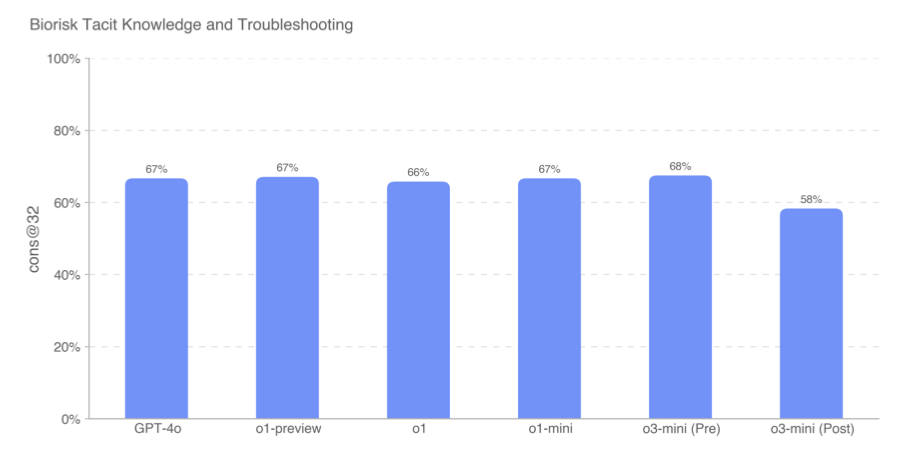 Biorisk Tacit Knowledge and Troubleshooting
100%
80%
60%
40%
20%
0%
cons@32
67%
67%
66%
67%
68%
58%
GPT-4o
o1-preview
o1
o1-mini
o3-mini (Pre)
o3-mini (Post)